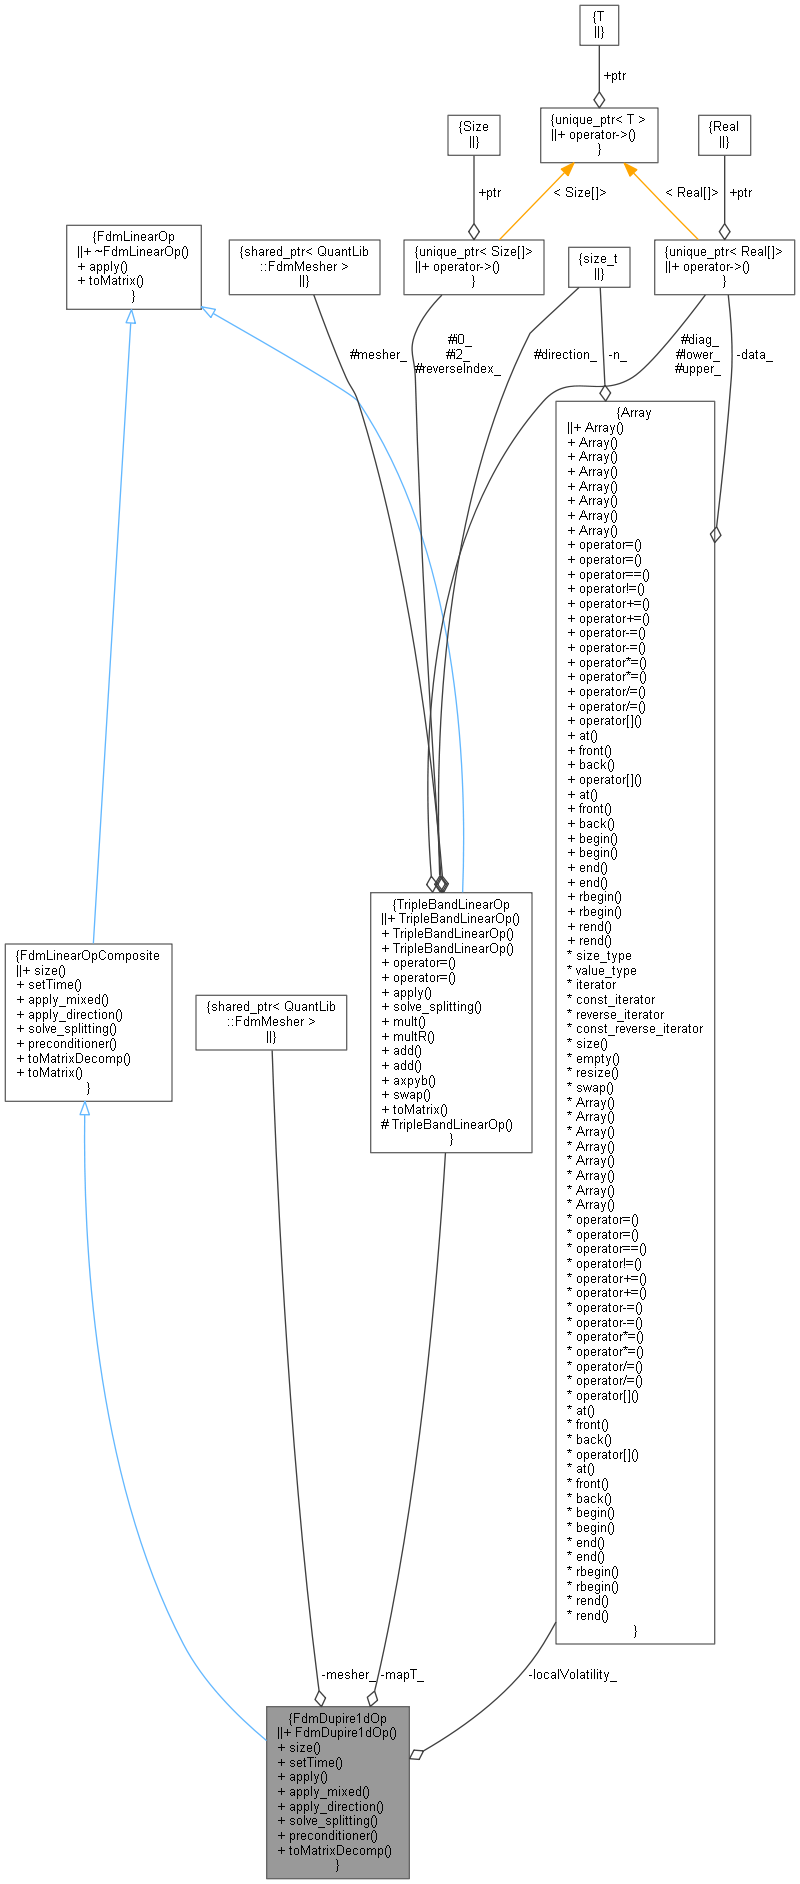 {T
||}
+ptr
{unique_ptr< T >
||+ operator->()
}
{Size
||}
{Real
||}
+ptr
< Size[]>
< Real[]>
+ptr
{FdmLinearOp
||+ ~FdmLinearOp()
+ apply()
+ toMatrix()
}
{shared_ptr< QuantLib
::FdmMesher >
||}
{unique_ptr< Size[]>
||+ operator->()
}
{size_t
||}
{unique_ptr< Real[]>
||+ operator->()
}
#mesher_
#i0_
#i2_
#reverseIndex_
#direction_
-n_
#diag_
#lower_
#upper_
-data_
{Array
||+ Array()
+ Array()
+ Array()
+ Array()
+ Array()
+ Array()
+ Array()
+ Array()
+ operator=()
+ operator=()
+ operator==()
+ operator!=()
+ operator+=()
+ operator+=()
+ operator-=()
+ operator-=()
+ operator*=()
+ operator*=()
+ operator/=()
+ operator/=()
+ operator[]()
+ at()
+ front()
+ back()
+ operator[]()
+ at()
+ front()
+ back()
+ begin()
+ begin()
+ end()
+ end()
+ rbegin()
+ rbegin()
+ rend()
+ rend()
* size_type
* value_type
* iterator
* const_iterator
* reverse_iterator
* const_reverse_iterator
* size()
* empty()
* resize()
* swap()
* Array()
* Array()
* Array()
* Array()
* Array()
* Array()
* Array()
* Array()
* operator=()
* operator=()
* operator==()
* operator!=()
* operator+=()
* operator+=()
* operator-=()
* operator-=()
* operator*=()
* operator*=()
* operator/=()
* operator/=()
* operator[]()
* at()
* front()
* back()
* operator[]()
* at()
* front()
* back()
* begin()
* begin()
* end()
* end()
* rbegin()
* rbegin()
* rend()
* rend()
}
{TripleBandLinearOp
||+ TripleBandLinearOp()
+ TripleBandLinearOp()
+ TripleBandLinearOp()
+ operator=()
+ operator=()
+ apply()
+ solve_splitting()
+ mult()
+ multR()
+ add()
+ add()
+ axpyb()
+ swap()
+ toMatrix()
# TripleBandLinearOp()
}
{FdmLinearOpComposite
||+ size()
+ setTime()
+ apply_mixed()
+ apply_direction()
+ solve_splitting()
+ preconditioner()
+ toMatrixDecomp()
+ toMatrix()
}
{shared_ptr< QuantLib
::FdmMesher >
||}
-mesher_
-mapT_
-localVolatility_
{FdmDupire1dOp
||+ FdmDupire1dOp()
+ size()
+ setTime()
+ apply()
+ apply_mixed()
+ apply_direction()
+ solve_splitting()
+ preconditioner()
+ toMatrixDecomp()
}